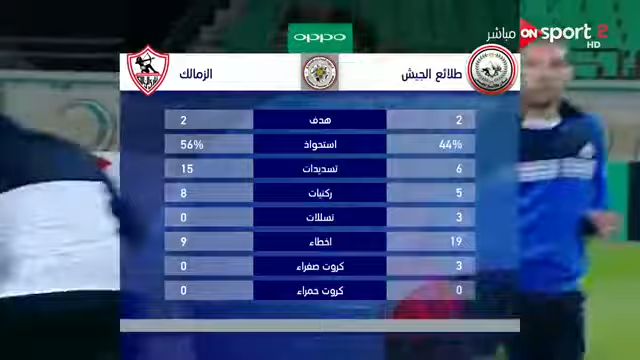 oppo
مباشر ON sport 2
HD
طلائع الجيش الزمالك
2 هدف 2
44% استحواذ 56%
6 تسديدات 15
5 ركنيات 8
3 تسللات 0
19 اخطاء 9
3 كروت صفراء 0
0 كروت حمراء 0